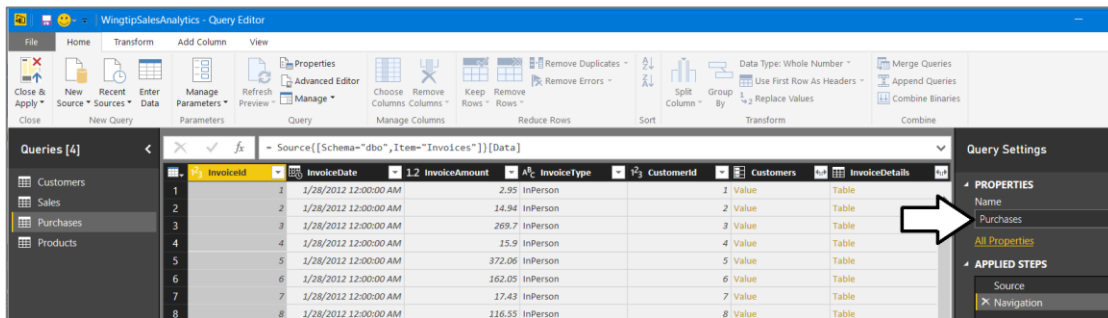 WingtipSalesAnalytics - Query Editor
File Home Transform Add Column View
Close & Apply
New Source
Recent Sources
Enter Data
Manage Parameters
Refresh Preview
Properties
Advanced Editor
Manage
Choose Columns
Remove Columns
Keep Rows
Remove Rows
Remove Duplicates
Remove Errors
Split Column
Group By
Data Type: Whole Number
Use First Row As Headers
Replace Values
Merge Queries
Append Queries
Combine Binaries
Close New Query Parameters Query Manage Columns Reduce Rows Sort Transform Combine
Queries [4]
Customers
Sales
Purchases
Products
= Source{[Schema="dbo",Item="Invoices"]}[Data]
InvoiceId InvoiceDate 1.2 InvoiceAmount InvoiceType CustomerId Customers InvoiceDetails
1 1 1/28/2012 12:00:00 AM 2.95 InPerson 1 Value Table
2 2 1/28/2012 12:00:00 AM 14.94 InPerson 2 Value Table
3 3 1/28/2012 12:00:00 AM 269.7 InPerson 3 Value Table
4 4 1/28/2012 12:00:00 AM 15.9 InPerson 4 Value Table
5 5 1/28/2012 12:00:00 AM 372.06 InPerson 5 Value Table
6 6 1/28/2012 12:00:00 AM 162.05 InPerson 6 Value Table
7 7 1/28/2012 12:00:00 AM 17.43 InPerson 7 Value Table
8 8 1/28/2012 12:00:00 AM 116.55 InPerson 8 Value Table
Query Settings
PROPERTIES
Name
Purchases
All Properties
APPLIED STEPS
Source
Navigation